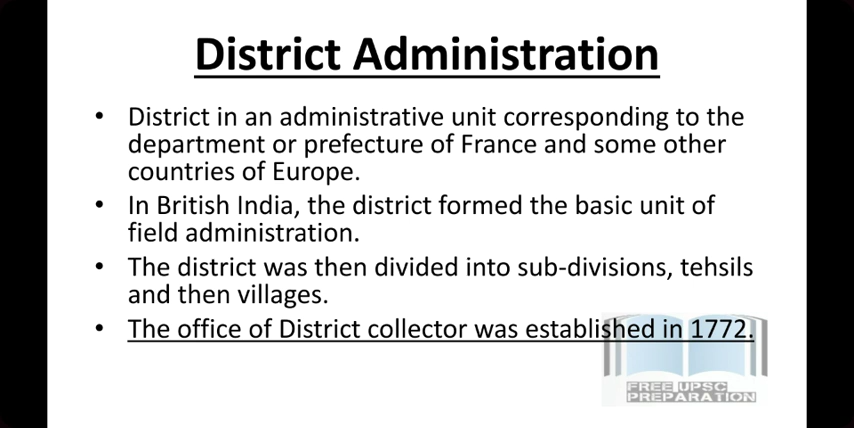 District Administration
• District in an administrative unit corresponding to the
department or prefecture of France and some other
countries of Europe.
• In British India, the district formed the basic unit of
field administration.
• The district was then divided into sub-divisions, tehsils
and then villages.
• The office of District collector was established in 1772.
FREE UPSC
PREPARATION